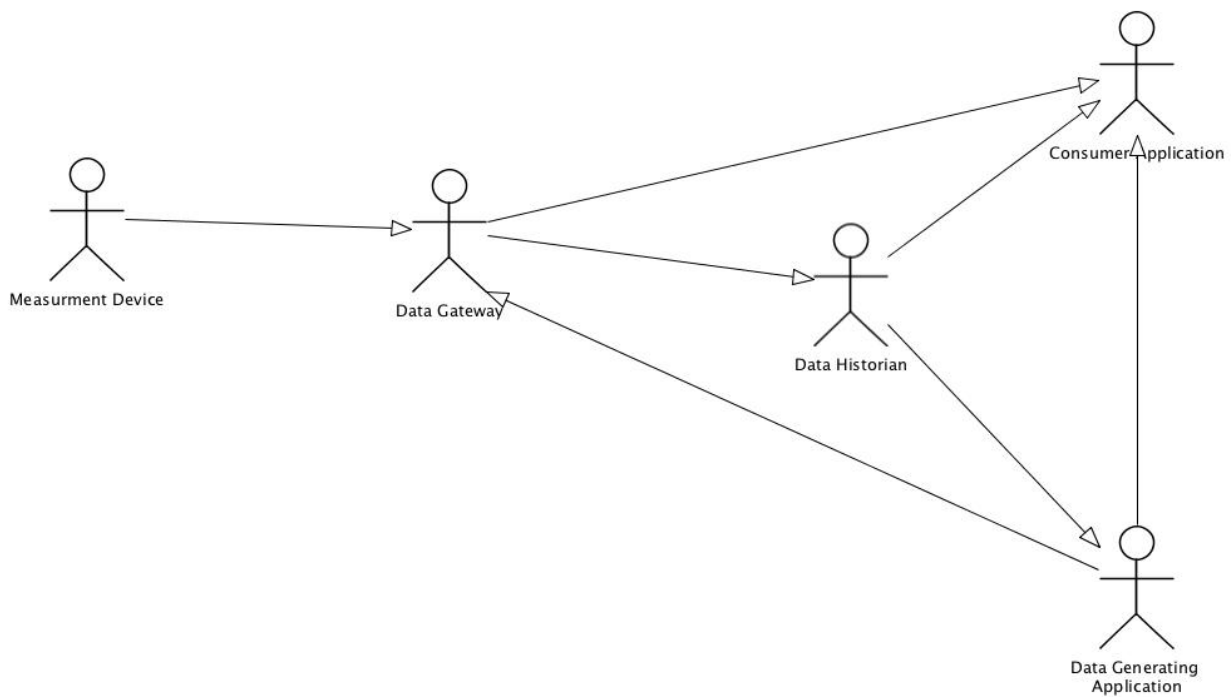 Consumer Application
Measurment Device
Data Gateway
Data Historian
Data Generating
Application